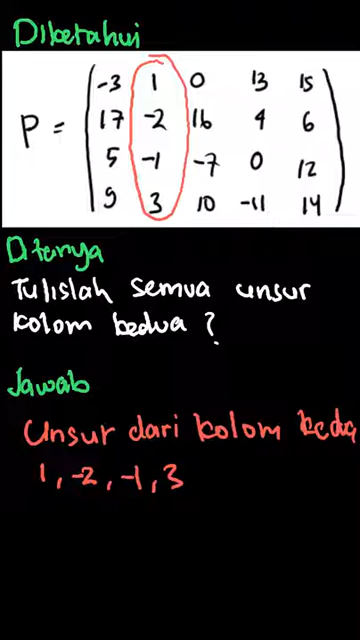 Diketahui
P = 
-3 1 0 13 15
17 -2 16 4 6
5 -1 -7 0 12
9 3 10 -11 14
Ditanya
Tulislah semua unsur
kolom kedua ?
Jawab
Unsur dari kolom kedua
1, -2, -1, 3